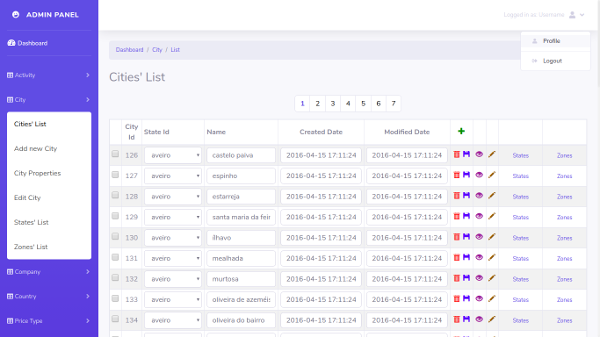 ADMIN PANEL
Logged in as username
Dashboard
Profile
Logout
Dashboard / City / List
Activity
City
Cities' List
Add new City
City Properties
Edit City
States' List
Zones' List
Company
Country
Price Type
Cities' List
1 2 3 4 5 6 7
City Id State Id Name Created Date Modified Date
126 aveiro castelo paiva 2016-04-15 17:11:24 2016-04-15 17:11:24 States Zones
127 aveiro espinho 2016-04-15 17:11:24 2016-04-15 17:11:24 States Zones
128 aveiro estarreja 2016-04-15 17:11:24 2016-04-15 17:11:24 States Zones
129 aveiro santa maria da feir 2016-04-15 17:11:24 2016-04-15 17:11:24 States Zones
130 aveiro ílhavo 2016-04-15 17:11:24 2016-04-15 17:11:24 States Zones
131 aveiro mealhada 2016-04-15 17:11:24 2016-04-15 17:11:24 States Zones
132 aveiro murtosa 2016-04-15 17:11:24 2016-04-15 17:11:24 States Zones
133 aveiro oliveira de azeméis 2016-04-15 17:11:24 2016-04-15 17:11:24 States Zones
134 aveiro oliveira do bairro 2016-04-15 17:11:24 2016-04-15 17:11:24 States Zones